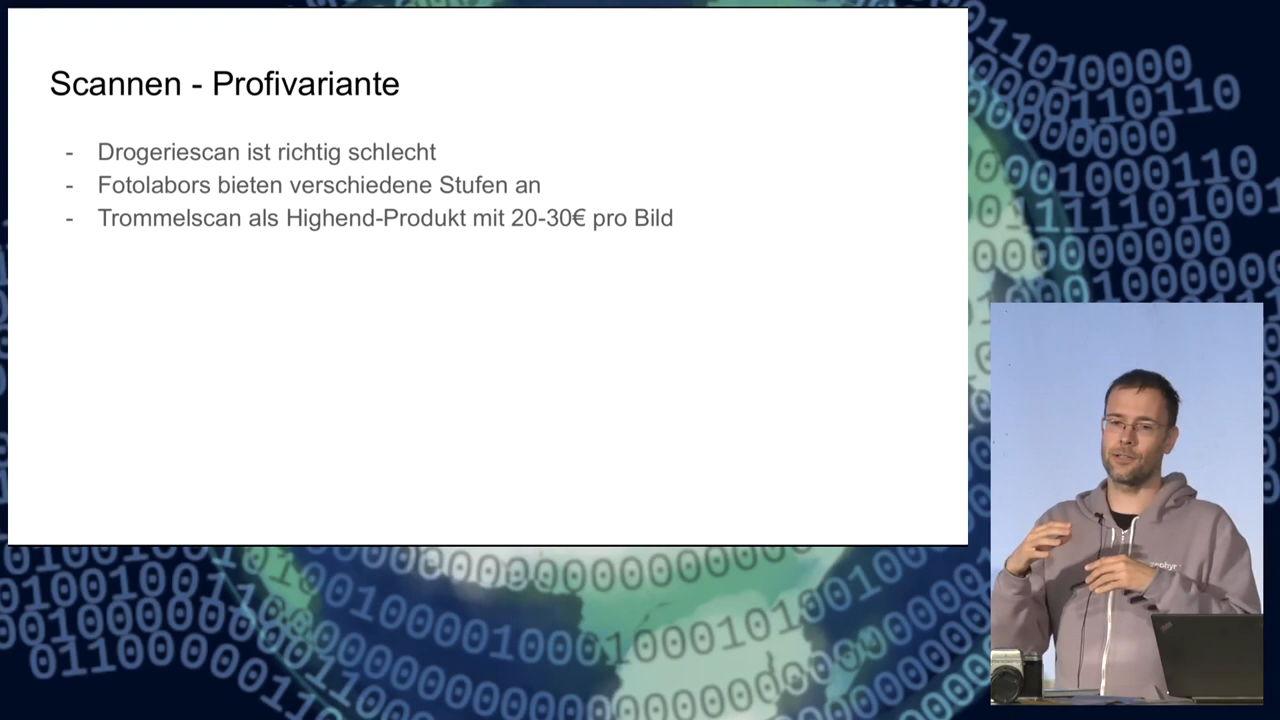 Scannen - Profivariante
- Drogeriescan ist richtig schlecht
- Fotolabors bieten verschiedene Stufen an
- Trommelscan als Highend-Produkt mit 20-30€ pro Bild